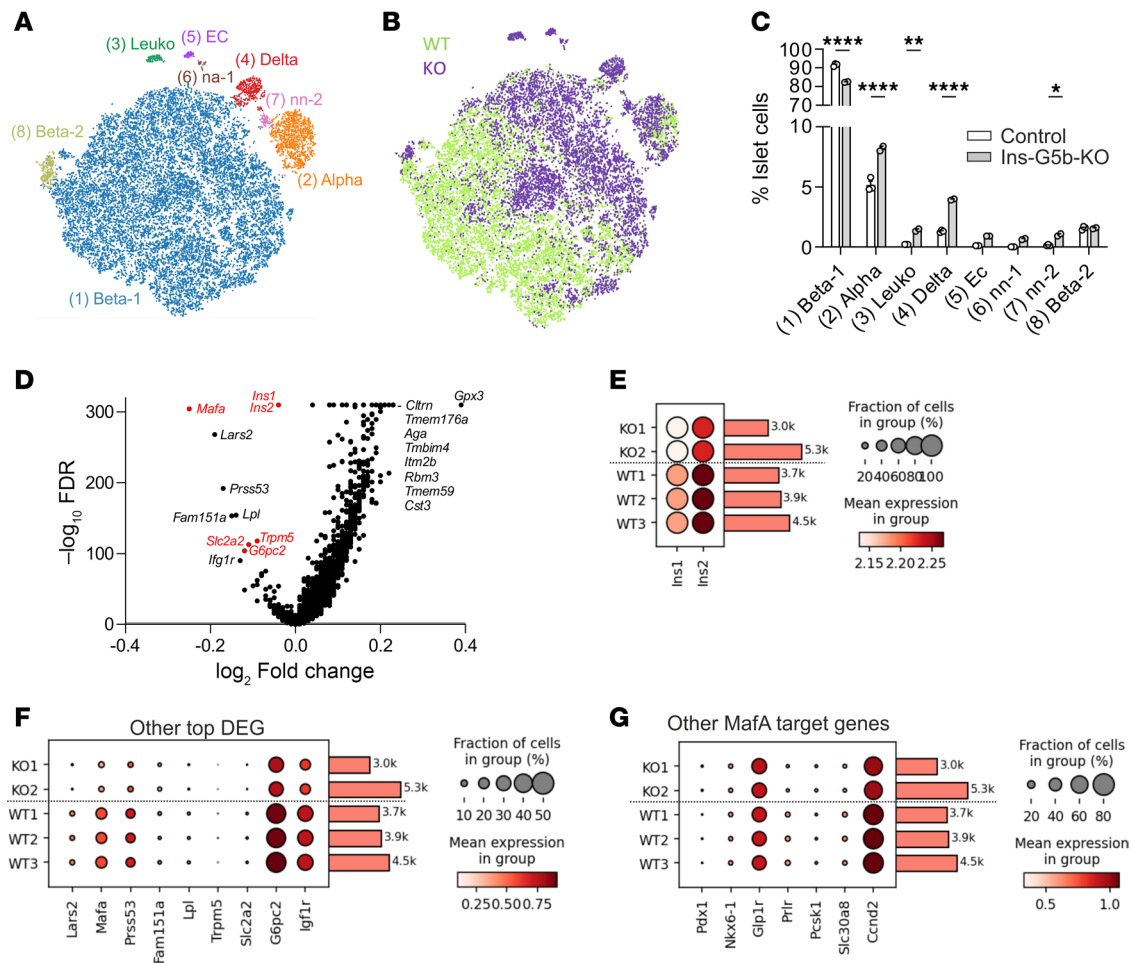 A
(3) Leuko
(5) EC
(6) na-1
(4) Delta
(7) nn-2
(8) Beta-2
(2) Alpha
(1) Beta-1
B
WT
KO
C
100
90
80
70
10
5
0
% Islet cells
****
****
**
****
*
Control
Ins-G5b-KO
(1) Beta-1
(2) Alpha
(3) Leuko
(4) Delta
(5) Ec
(6) nn-1
(7) nn-2
(8) Beta-2
D
–log10 FDR
300
200
100
0
-0.4
-0.2
0.0
0.2
0.4
log2 Fold change
Mafa
Ins1
Ins2
Lars2
Prss53
Fam151a
Lpl
Slc2a2
Trpm5
G6pc2
Ifg1r
Gpx3
Cltrn
Tmem176a
Aga
Tmbim4
Itm2b
Rbm3
Tmem59
Cst3
E
KO1
KO2
WT1
WT2
WT3
3.0k
5.3k
3.7k
3.9k
4.5k
Ins1
Ins2
Fraction of cells
in group (%)
20406080100
Mean expression
in group
2.15 2.20 2.25
F
Other top DEG
KO1
KO2
WT1
WT2
WT3
3.0k
5.3k
3.7k
3.9k
4.5k
Lars2
Mafa
Prss53
Fam151a
Lpl
Trpm5
Slc2a2
G6pc2
Igf1r
Fraction of cells
in group (%)
10 20 30 40 50
Mean expression
in group
0.25 0.50 0.75
G
Other MafA target genes
KO1
KO2
WT1
WT2
WT3
3.0k
5.3k
3.7k
3.9k
4.5k
Pdx1
Nkx6-1
Glp1r
Prlr
Pcsk1
Slc30a8
Ccnd2
Fraction of cells
in group (%)
20 40 60 80
Mean expression
in group
0.5 1.0